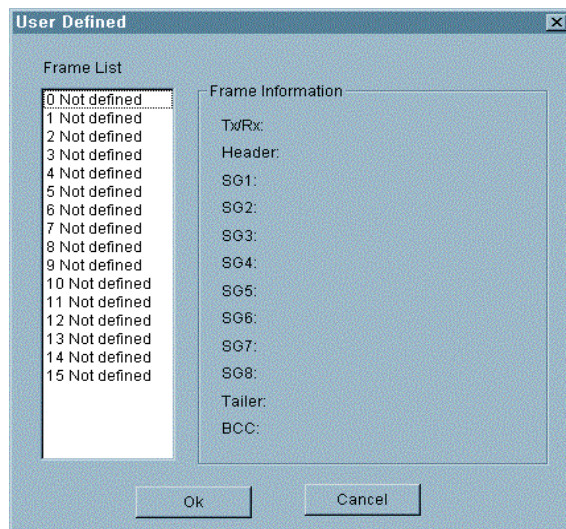 User Defined
Frame List
0 Not defined
1 Not defined
2 Not defined
3 Not defined
4 Not defined
5 Not defined
6 Not defined
7 Not defined
8 Not defined
9 Not defined
10 Not defined
11 Not defined
12 Not defined
13 Not defined
14 Not defined
15 Not defined
Frame Information
Tx/Rx:
Header:
SG1:
SG2:
SG3:
SG4:
SG5:
SG6:
SG7:
SG8:
Tailer:
BCC:
Ok
Cancel